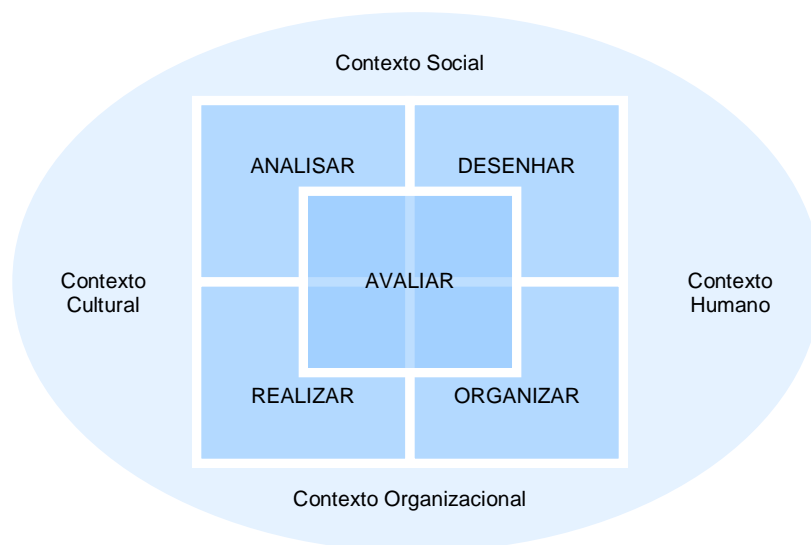 Contexto Social
ANALISAR
DESENHAR
Contexto
Cultural
AVALIAR
Contexto
Humano
REALIZAR
ORGANIZAR
Contexto Organizacional